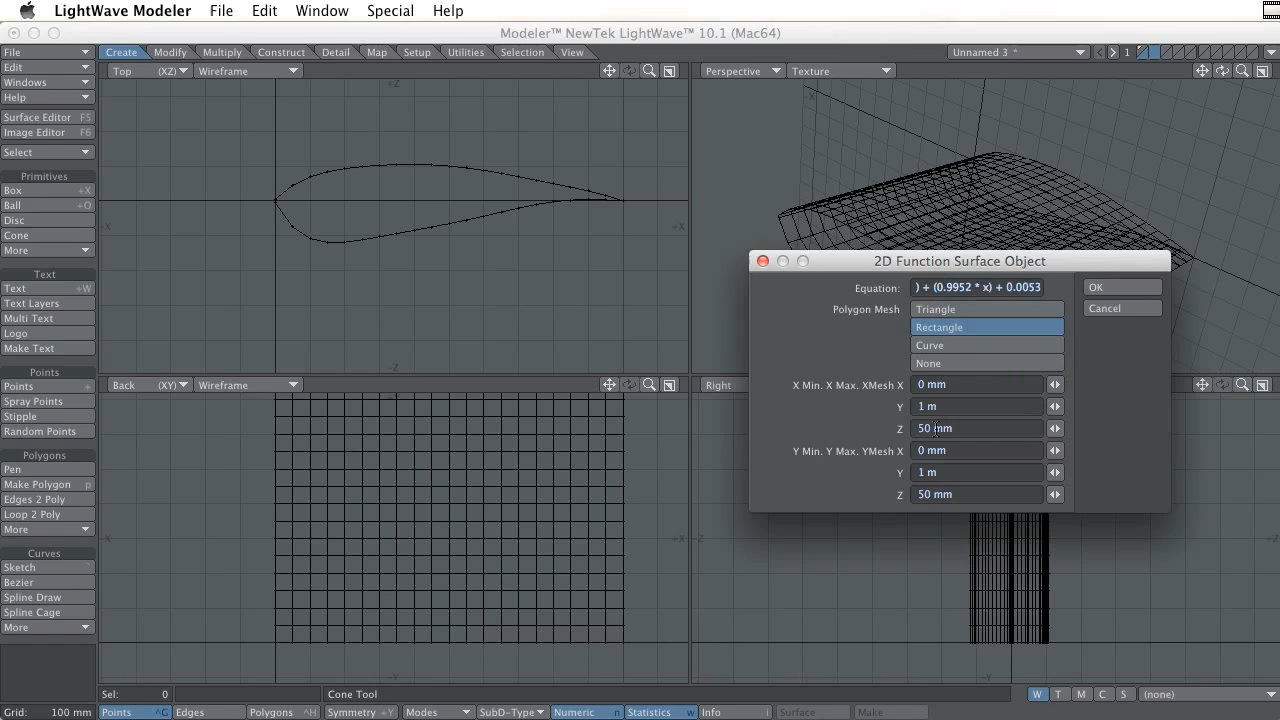 LightWave Modeler File Edit Window Special Help
Modeler™ NewTek LightWave™ 10.1 (Mac64)
File Create Modify Multiply Construct Detail Map Setup Utilities Selection View Unnamed 3 * 1
Edit
Top (XZ) Wireframe Perspective Texture
Windows
Help
Surface Editor F5
Image Editor F6
Select
Primitives
Box +X
Ball +O
Disc
Cone
More
Text
Text +W
Text Layers
Multi Text
Logo
Make Text
Points
Points +
Spray Points
Stipple
Random Points
Polygons
Pen
Make Polygon p
Edges 2 Poly
Loop 2 Poly
More
Curves
Sketch
Bezier
Spline Draw
Spline Cage
More
+Z
-X +X
-Z
Back (XY) Wireframe Right
-X +X
-Y
-X
2D Function Surface Object
Equation: ) + (0.9952 * x) + 0.0053 OK
Polygon Mesh Triangle Cancel
Rectangle
Curve
None
X Min. X Max. XMesh X 0 mm
Y 1 m
Z 50 mm
Y Min. Y Max. YMesh X 0 mm
Y 1 m
Z 50 mm
-Z +Z
-Y
Sel: 0 Cone Tool W T M C S (none)
Grid: 100 mm Points ^G Edges Polygons ^H Symmetry +Y Modes SubD-Type Numeric n Statistics w Info i Surface Make